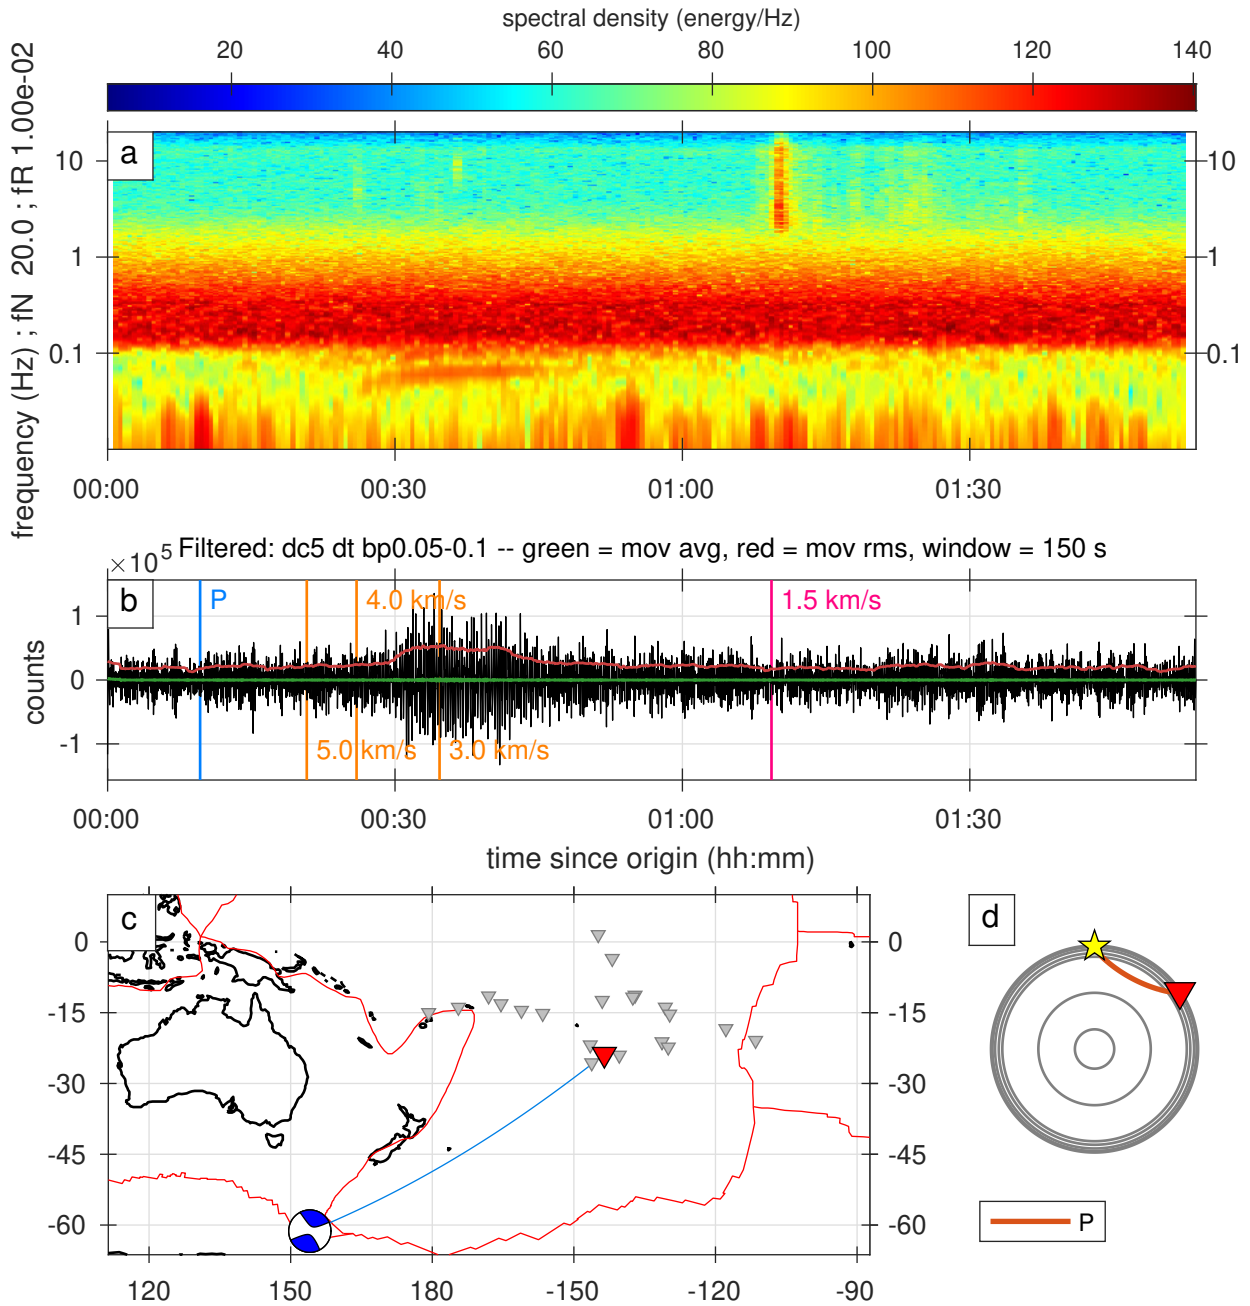 spectral density (energy/Hz)
20 40 60 80 100 120 140
frequency (Hz) ; fN 20.0 ; fR 1.00e-02
a
10 10
1 1
0.1 0.1
00:00 00:30 01:00 01:30
×10^5 Filtered: dc5 dt bp0.05-0.1 -- green = mov avg, red = mov rms, window = 150 s
b
P 4.0 km/s 1.5 km/s
counts
1
0
-1
5.0 km/s 3.0 km/s
00:00 00:30 01:00 01:30
time since origin (hh:mm)
c
d
0 0
-15 -15
-30 -30
-45 -45
-60 -60
120 150 180 -150 -120 -90
P